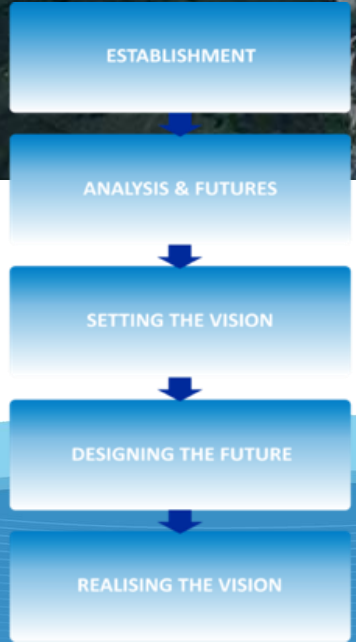 ESTABLISHMENT
ANALYSIS & FUTURES
SETTING THE VISION
DESIGNING THE FUTURE
REALISING THE VISION